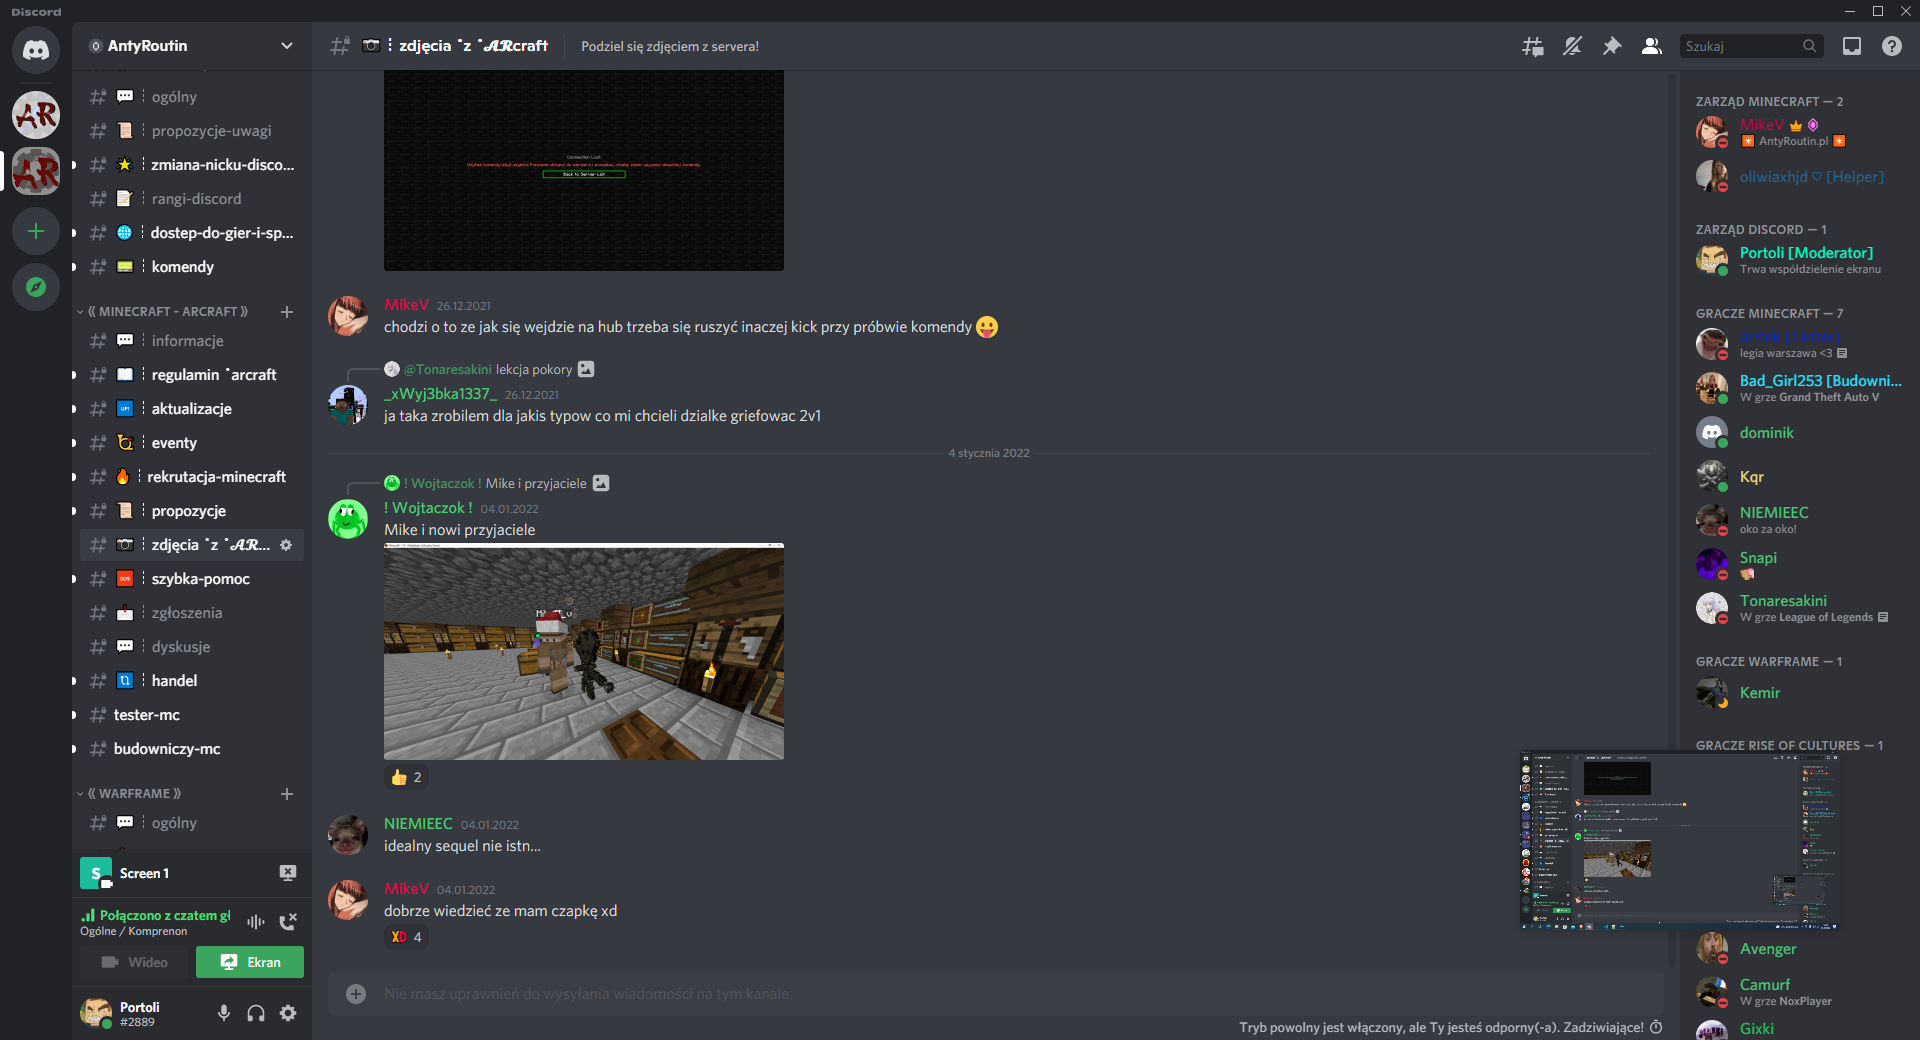 Discord
AntyRoutin
ogólny
propozycje-uwagi
zmiana-nicku-disco...
rangi-discord
dostep-do-gier-i-sp...
komendy
《 MINECRAFT - ARCRAFT 》
informacje
regulamin ˚arcraft
aktualizacje
eventy
rekrutacja-minecraft
propozycje
zdjęcia ˚z ˚𝓐𝓡...
szybka-pomoc
zgłoszenia
dyskusje
handel
tester-mc
budowniczy-mc
《 WARFRAME 》
ogólny
S Screen 1
Połączono z czatem gł
Ogólne / Komprenon
Wideo
Ekran
Portoli
#2889
zdjęcia ˚z ˚𝓐𝓡craft
Podziel się zdjęciem z servera!
Szukaj
Connection Lost
Back to Server List
MikeV 26.12.2021
chodzi o to ze jak się wejdzie na hub trzeba się ruszyć inaczej kick przy próbwie komendy 😛
@Tonaresakini lekcja pokory
_xWyj3bka1337_ 26.12.2021
ja taka zrobilem dla jakis typow co mi chcieli dzialke griefowac 2v1
4 stycznia 2022
! Wojtaczok ! Mike i przyjaciele
! Wojtaczok ! 04.01.2022
Mike i nowi przyjaciele
👍 2
NIEMIEEC 04.01.2022
idealny sequel nie istn...
MikeV 04.01.2022
dobrze wiedzieć ze mam czapkę xd
XD 4
Nie masz uprawnień do wysyłania wiadomości na tym kanale.
Tryb powolny jest włączony, ale Ty jesteś odporny(-a). Zadziwiające!
ZARZĄD MINECRAFT — 2
MikeV
AntyRoutin.pl
oliwiaxhjd ♡ [Helper]
ZARZĄD DISCORD — 1
Portoli [Moderator]
Trwa współdzielenie ekranu
GRACZE MINECRAFT — 7
legia warszawa <3
Bad_Girl253 [Budowni...
W grze Grand Theft Auto V
dominik
Kqr
NIEMIEEC
oko za oko!
Snapi
Tonaresakini
W grze League of Legends
GRACZE WARFRAME — 1
Kemir
GRACZE RISE OF CULTURES — 1
Avenger
Camurf
W grze NoxPlayer
Gixki